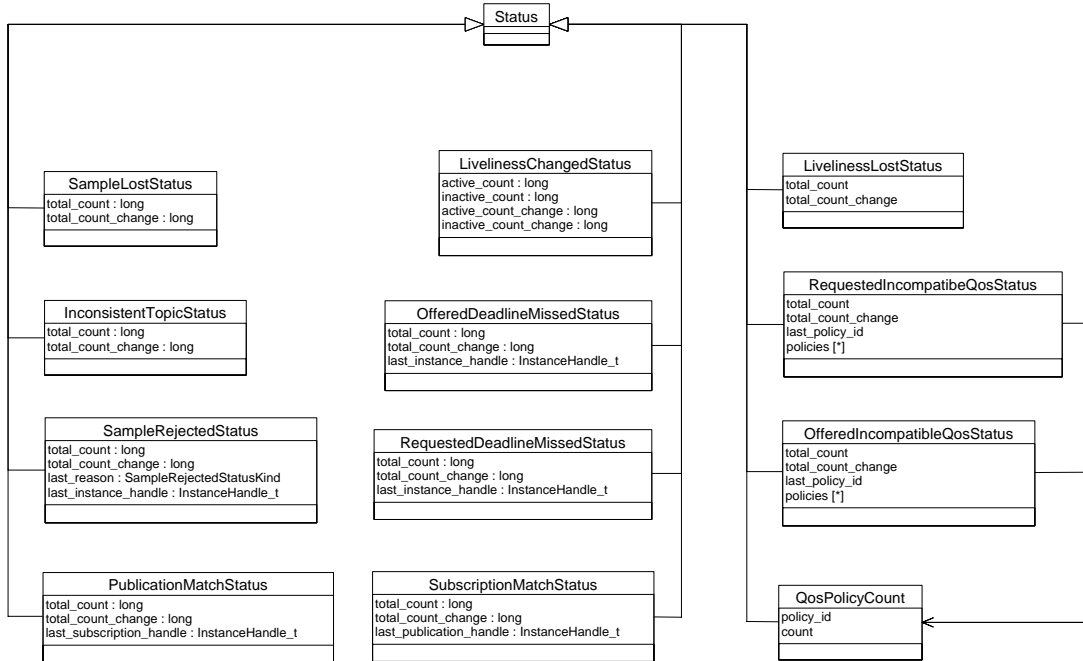 Status
SampleLostStatus
total_count : long
total_count_change : long
LivelinessChangedStatus
active_count : long
inactive_count : long
active_count_change : long
inactive_count_change : long
LivelinessLostStatus
total_count
total_count_change
InconsistentTopicStatus
total_count : long
total_count_change : long
OfferedDeadlineMissedStatus
total_count : long
total_count_change : long
last_instance_handle : InstanceHandle_t
RequestedIncompatibeQosStatus
total_count
total_count_change
last_policy_id
policies [*]
SampleRejectedStatus
total_count : long
total_count_change : long
last_reason : SampleRejectedStatusKind
last_instance_handle : InstanceHandle_t
RequestedDeadlineMissedStatus
total_count : long
total_count_change : long
last_instance_handle : InstanceHandle_t
OfferedIncompatibleQosStatus
total_count
total_count_change
last_policy_id
policies [*]
PublicationMatchStatus
total_count : long
total_count_change : long
last_subscription_handle : InstanceHandle_t
SubscriptionMatchStatus
total_count : long
total_count_change : long
last_publication_handle : InstanceHandle_t
QosPolicyCount
policy_id
count